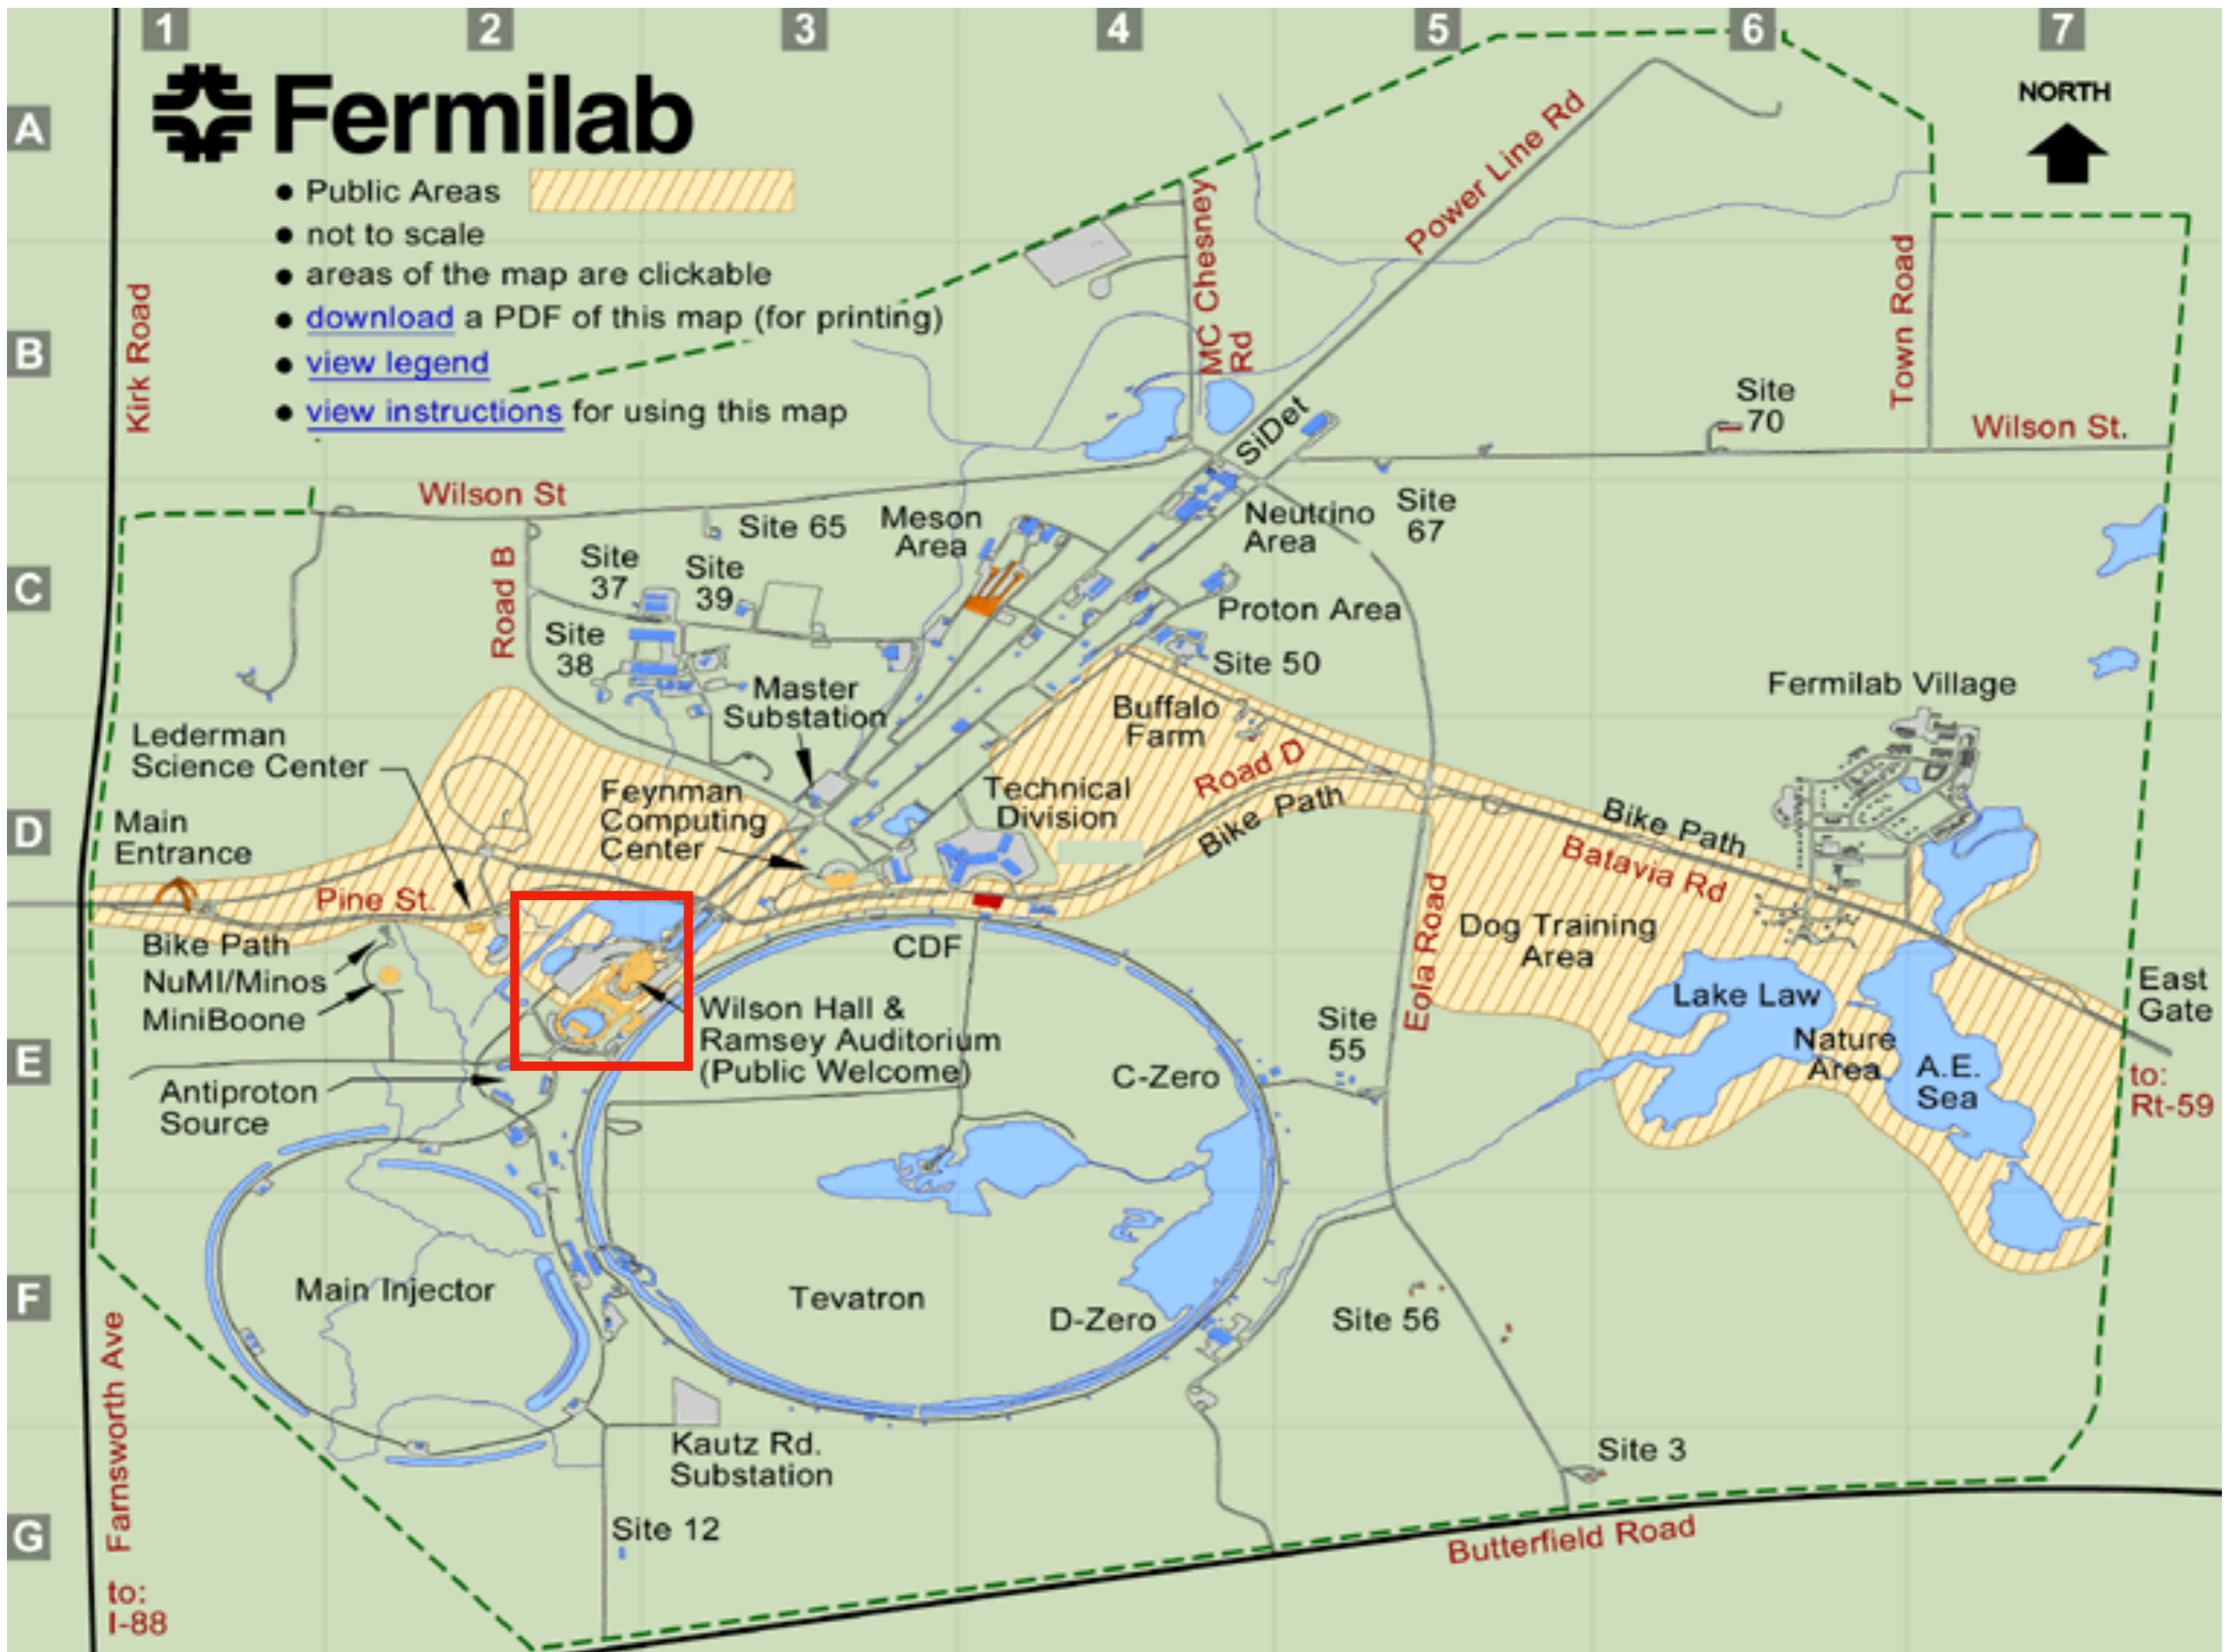 1 2 3 4 5 6 7
A
B
C
D
E
F
G
Fermilab
NORTH
Public Areas
not to scale
areas of the map are clickable
download a PDF of this map (for printing)
view legend
view instructions for using this map
Kirk Road
MC Chesney
Rd
Power Line Rd
Town Road
Site
70
Wilson St.
SiDet
Wilson St
Site 65
Meson
Area
Neutrino
Area
Site
67
Road B
Site
37
Site
39
Site
38
Proton Area
Site 50
Master
Substation
Buffalo
Farm
Fermilab Village
Lederman
Science Center
Feynman
Computing
Center
Technical
Division
Road D
Bike Path
Bike Path
Batavia Rd
Main
Entrance
Pine St.
Bike Path
NuMI/Minos
MiniBoone
CDF
Eola Road
Dog Training
Area
Lake Law
Nature
Area
A.E.
Sea
East
Gate
to:
Rt-59
Wilson Hall &
Ramsey Auditorium
(Public Welcome)
Site
55
C-Zero
Antiproton
Source
Main Injector
Tevatron
D-Zero
Site 56
Kautz Rd.
Substation
Site 3
Site 12
Butterfield Road
Farnsworth Ave
to:
I-88